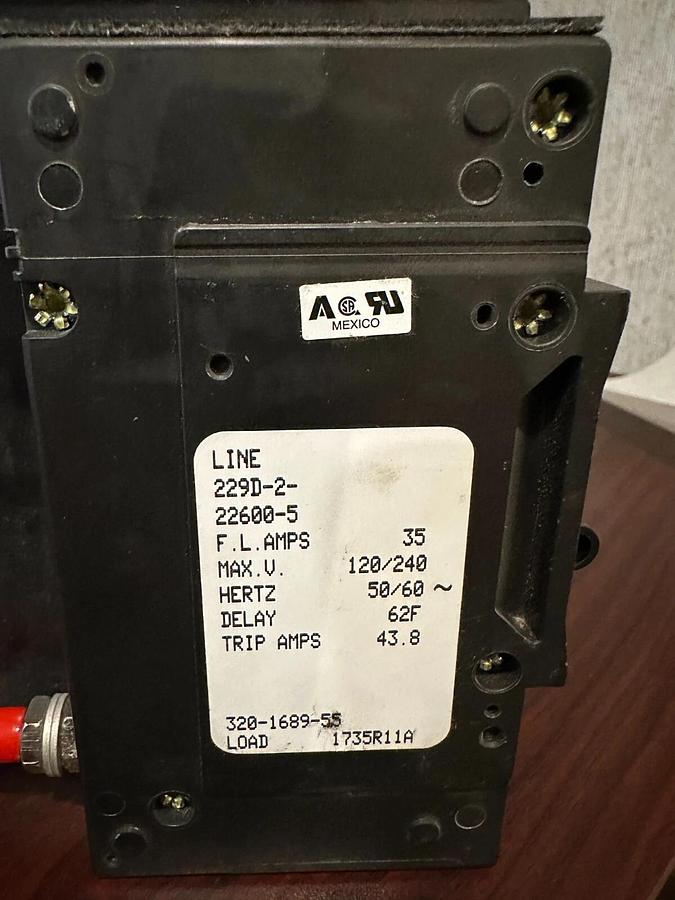 SA
MEXICO
LINE
229D-2-
22600-5
F.L.AMPS 35
MAX.V. 120/240
HERTZ 50/60 ~
DELAY 62F
TRIP AMPS 43.8
320-1689-55
LOAD 1735R11A